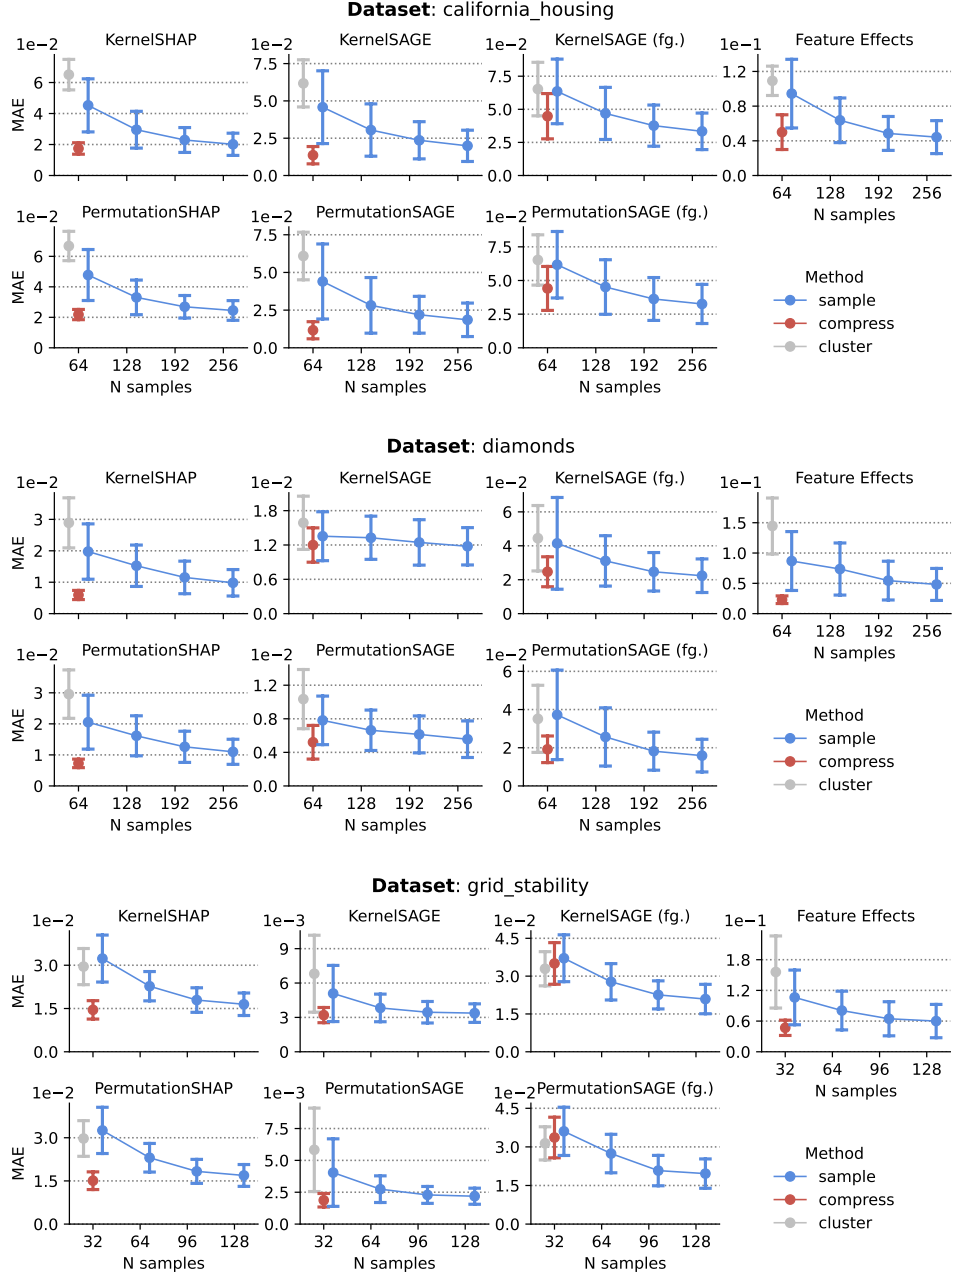 Dataset: california_housing
KernelSHAP
KernelSAGE
KernelSAGE (fg.)
Feature Effects
1e−2
1e−2
1e−2
1e−1
MAE
6
4
2
0
7.5
5.0
2.5
0.0
7.5
5.0
2.5
0.0
1.2
0.8
0.4
0.0
64 128 192 256
N samples
PermutationSHAP
PermutationSAGE
PermutationSAGE (fg.)
1e−2
1e−2
1e−2
MAE
6
4
2
0
7.5
5.0
2.5
0.0
7.5
5.0
2.5
0.0
64 128 192 256
64 128 192 256
64 128 192 256
N samples
N samples
N samples
Method
sample
compress
cluster
Dataset: diamonds
KernelSHAP
KernelSAGE
KernelSAGE (fg.)
Feature Effects
1e−2
1e−2
1e−2
1e−1
MAE
3
2
1
0
1.8
1.2
0.6
0.0
6
4
2
0
1.5
1.0
0.5
0.0
64 128 192 256
N samples
PermutationSHAP
PermutationSAGE
PermutationSAGE (fg.)
1e−2
1e−2
1e−2
MAE
3
2
1
0
1.2
0.8
0.4
0.0
6
4
2
0
64 128 192 256
64 128 192 256
64 128 192 256
N samples
N samples
N samples
Method
sample
compress
cluster
Dataset: grid_stability
KernelSHAP
KernelSAGE
KernelSAGE (fg.)
Feature Effects
1e−2
1e−3
1e−2
1e−1
MAE
3.0
1.5
0.0
9
6
3
0
4.5
3.0
1.5
0.0
1.8
1.2
0.6
0.0
32 64 96 128
N samples
PermutationSHAP
PermutationSAGE
PermutationSAGE (fg.)
1e−2
1e−3
1e−2
MAE
3.0
1.5
0.0
7.5
5.0
2.5
0.0
4.5
3.0
1.5
0.0
32 64 96 128
32 64 96 128
32 64 96 128
N samples
N samples
N samples
Method
sample
compress
cluster